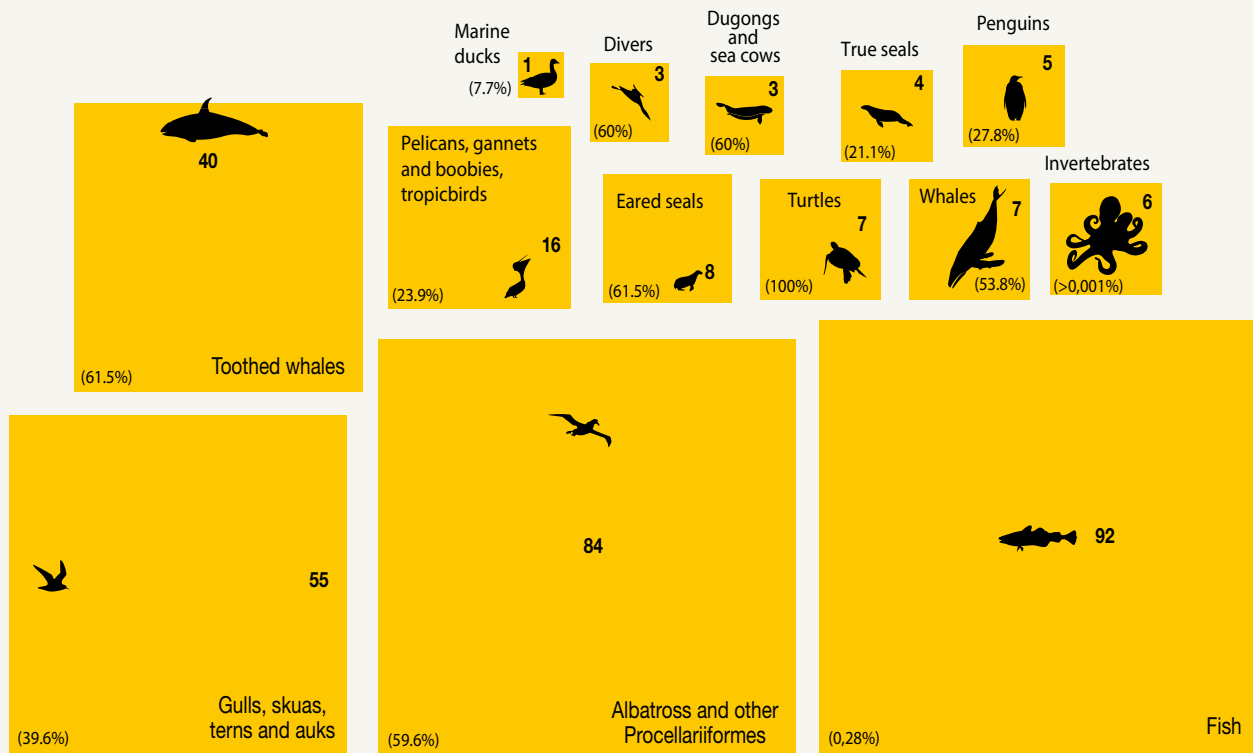 Marine
ducks
1
(7.7%)
Divers
3
(60%)
Dugongs
and
sea cows
3
(60%)
True seals
4
(21.1%)
Penguins
5
(27.8%)
40
(61.5%)
Toothed whales
Pelicans, gannets
and boobies,
tropicbirds
16
(23.9%)
Eared seals
8
(61.5%)
Turtles
7
(100%)
Whales
7
(53.8%)
Invertebrates
6
(>0,001%)
55
Gulls, skuas,
terns and auks
(39.6%)
84
Albatross and other
Procellariiformes
(59.6%)
92
(0,28%)
Fish